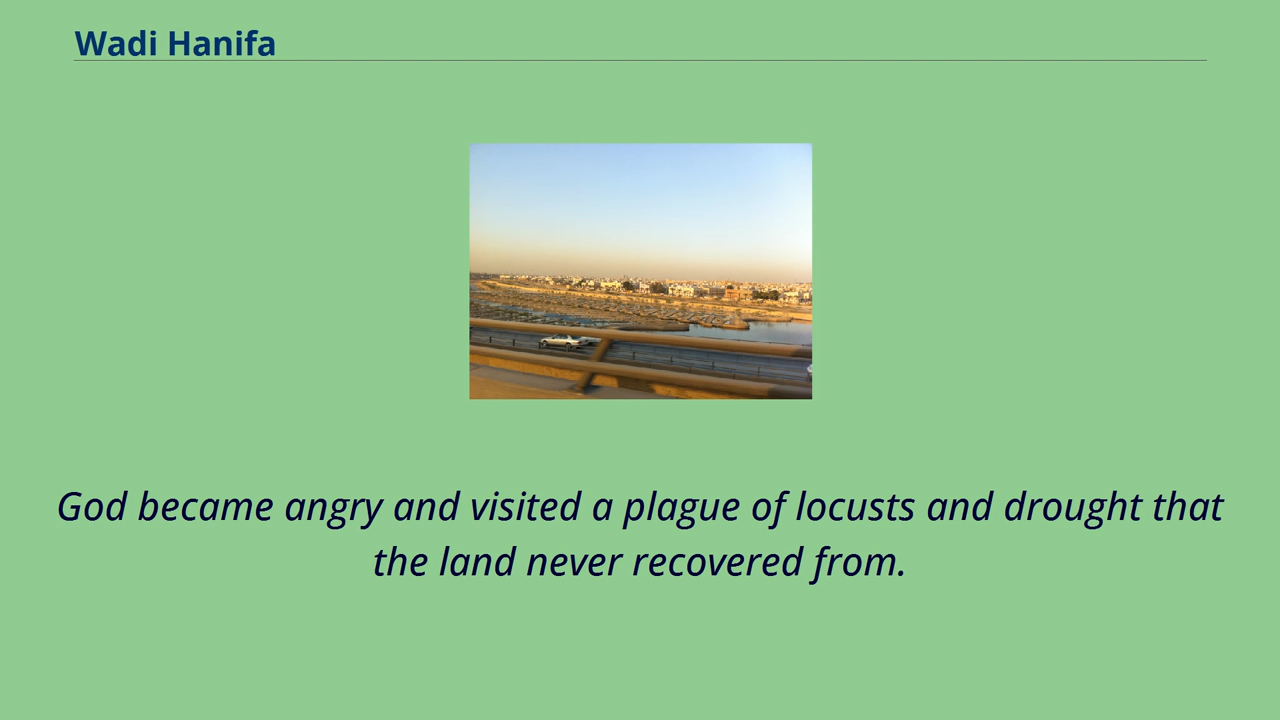 Wadi Hanifa
God became angry and visited a plague of locusts and drought that
the land never recovered from.